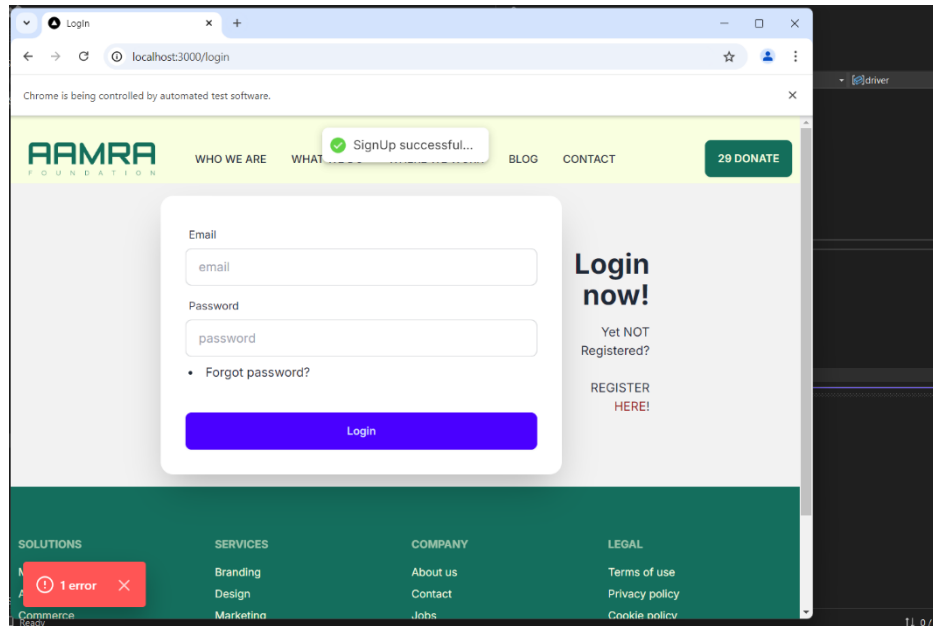 LogIn
localhost:3000/login
Chrome is being controlled by automated test software.
driver
AAMRA
FOUNDATION
WHO WE ARE
SignUp successful...
BLOG
CONTACT
29 DONATE
Email
email
Password
password
Forgot password?
Login
Login
now!
Yet NOT
Registered?
REGISTER
HERE!
SOLUTIONS
SERVICES
COMPANY
LEGAL
Branding
About us
Terms of use
1 error
Design
Contact
Privacy policy
Commerce
Marketing
Jobs
Cookie policy
Ready